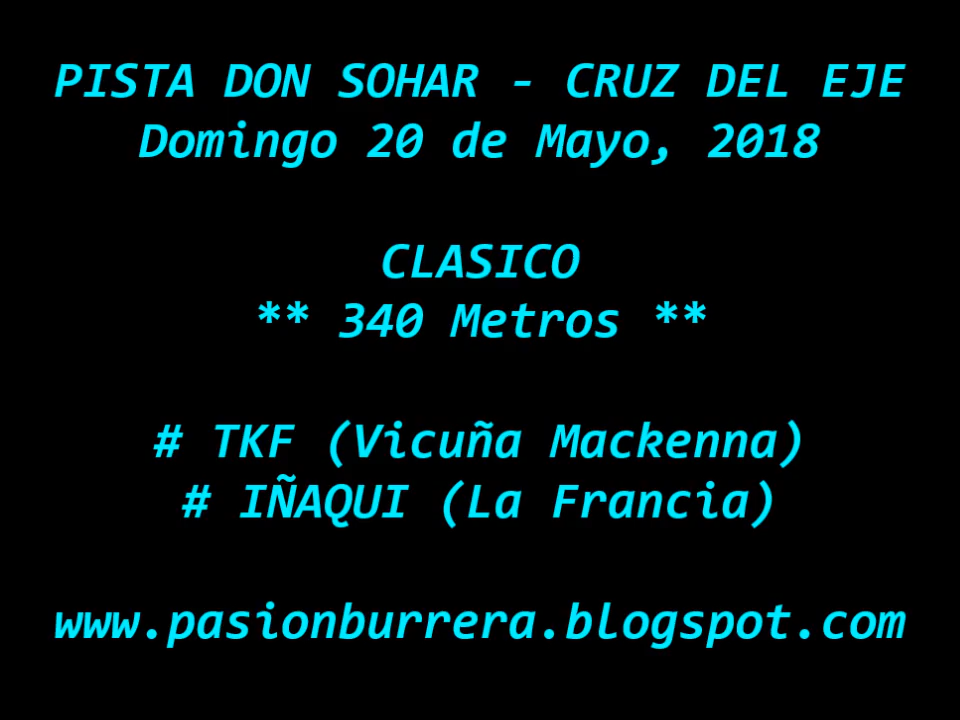 PISTA DON SOHAR - CRUZ DEL EJE
Domingo 20 de Mayo, 2018
CLASICO
** 340 Metros **
# TKF (Vicuña Mackenna)
# IÑAQUI (La Francia)
www.pasionburrera.blogspot.com